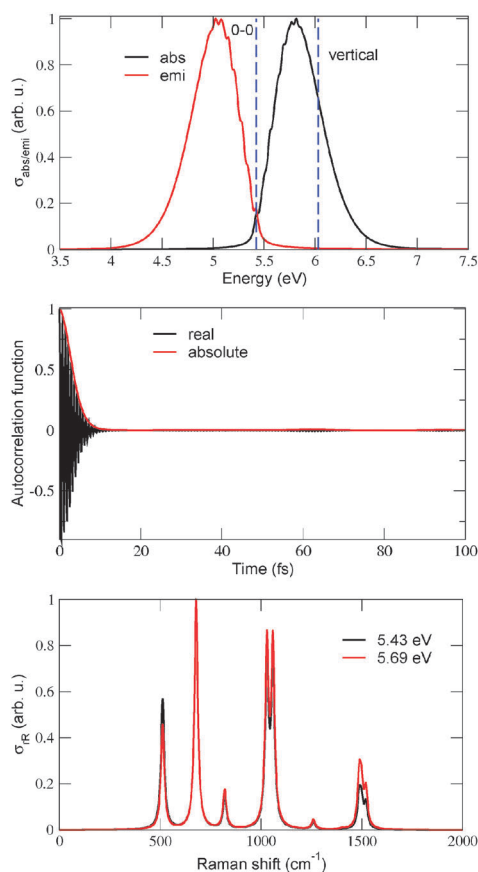 0-0
abs
emi
vertical
σabs/emi (arb. u.)
1
0.8
0.6
0.4
0.2
0
3.5 4 4.5 5 5.5 6 6.5 7 7.5
Energy (eV)
real
absolute
Autocorrelation function
1
0.5
0
-0.5
0 20 40 60 80 100
Time (fs)
5.43 eV
5.69 eV
σrR (arb. u.)
1
0.8
0.6
0.4
0.2
0
0 500 1000 1500 2000
Raman shift (cm⁻¹)